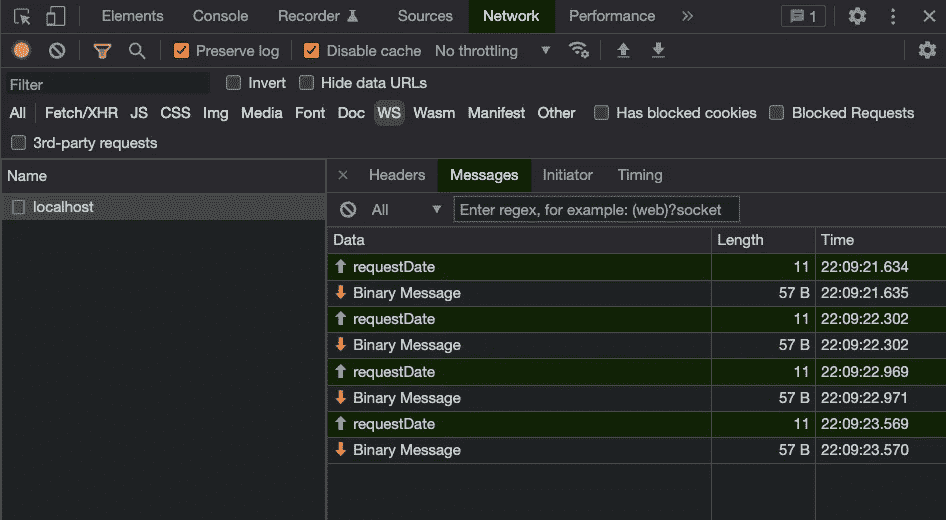 Elements Console Recorder Sources Network Performance » 1
Preserve log Disable cache No throttling
Filter Invert Hide data URLs
All Fetch/XHR JS CSS Img Media Font Doc WS Wasm Manifest Other Has blocked cookies Blocked Requests
3rd-party requests
Name × Headers Messages Initiator Timing
localhost All Enter regex, for example: (web)?socket
Data Length Time
requestDate 11 22:09:21.634
Binary Message 57 B 22:09:21.635
requestDate 11 22:09:22.302
Binary Message 57 B 22:09:22.302
requestDate 11 22:09:22.969
Binary Message 57 B 22:09:22.971
requestDate 11 22:09:23.569
Binary Message 57 B 22:09:23.570